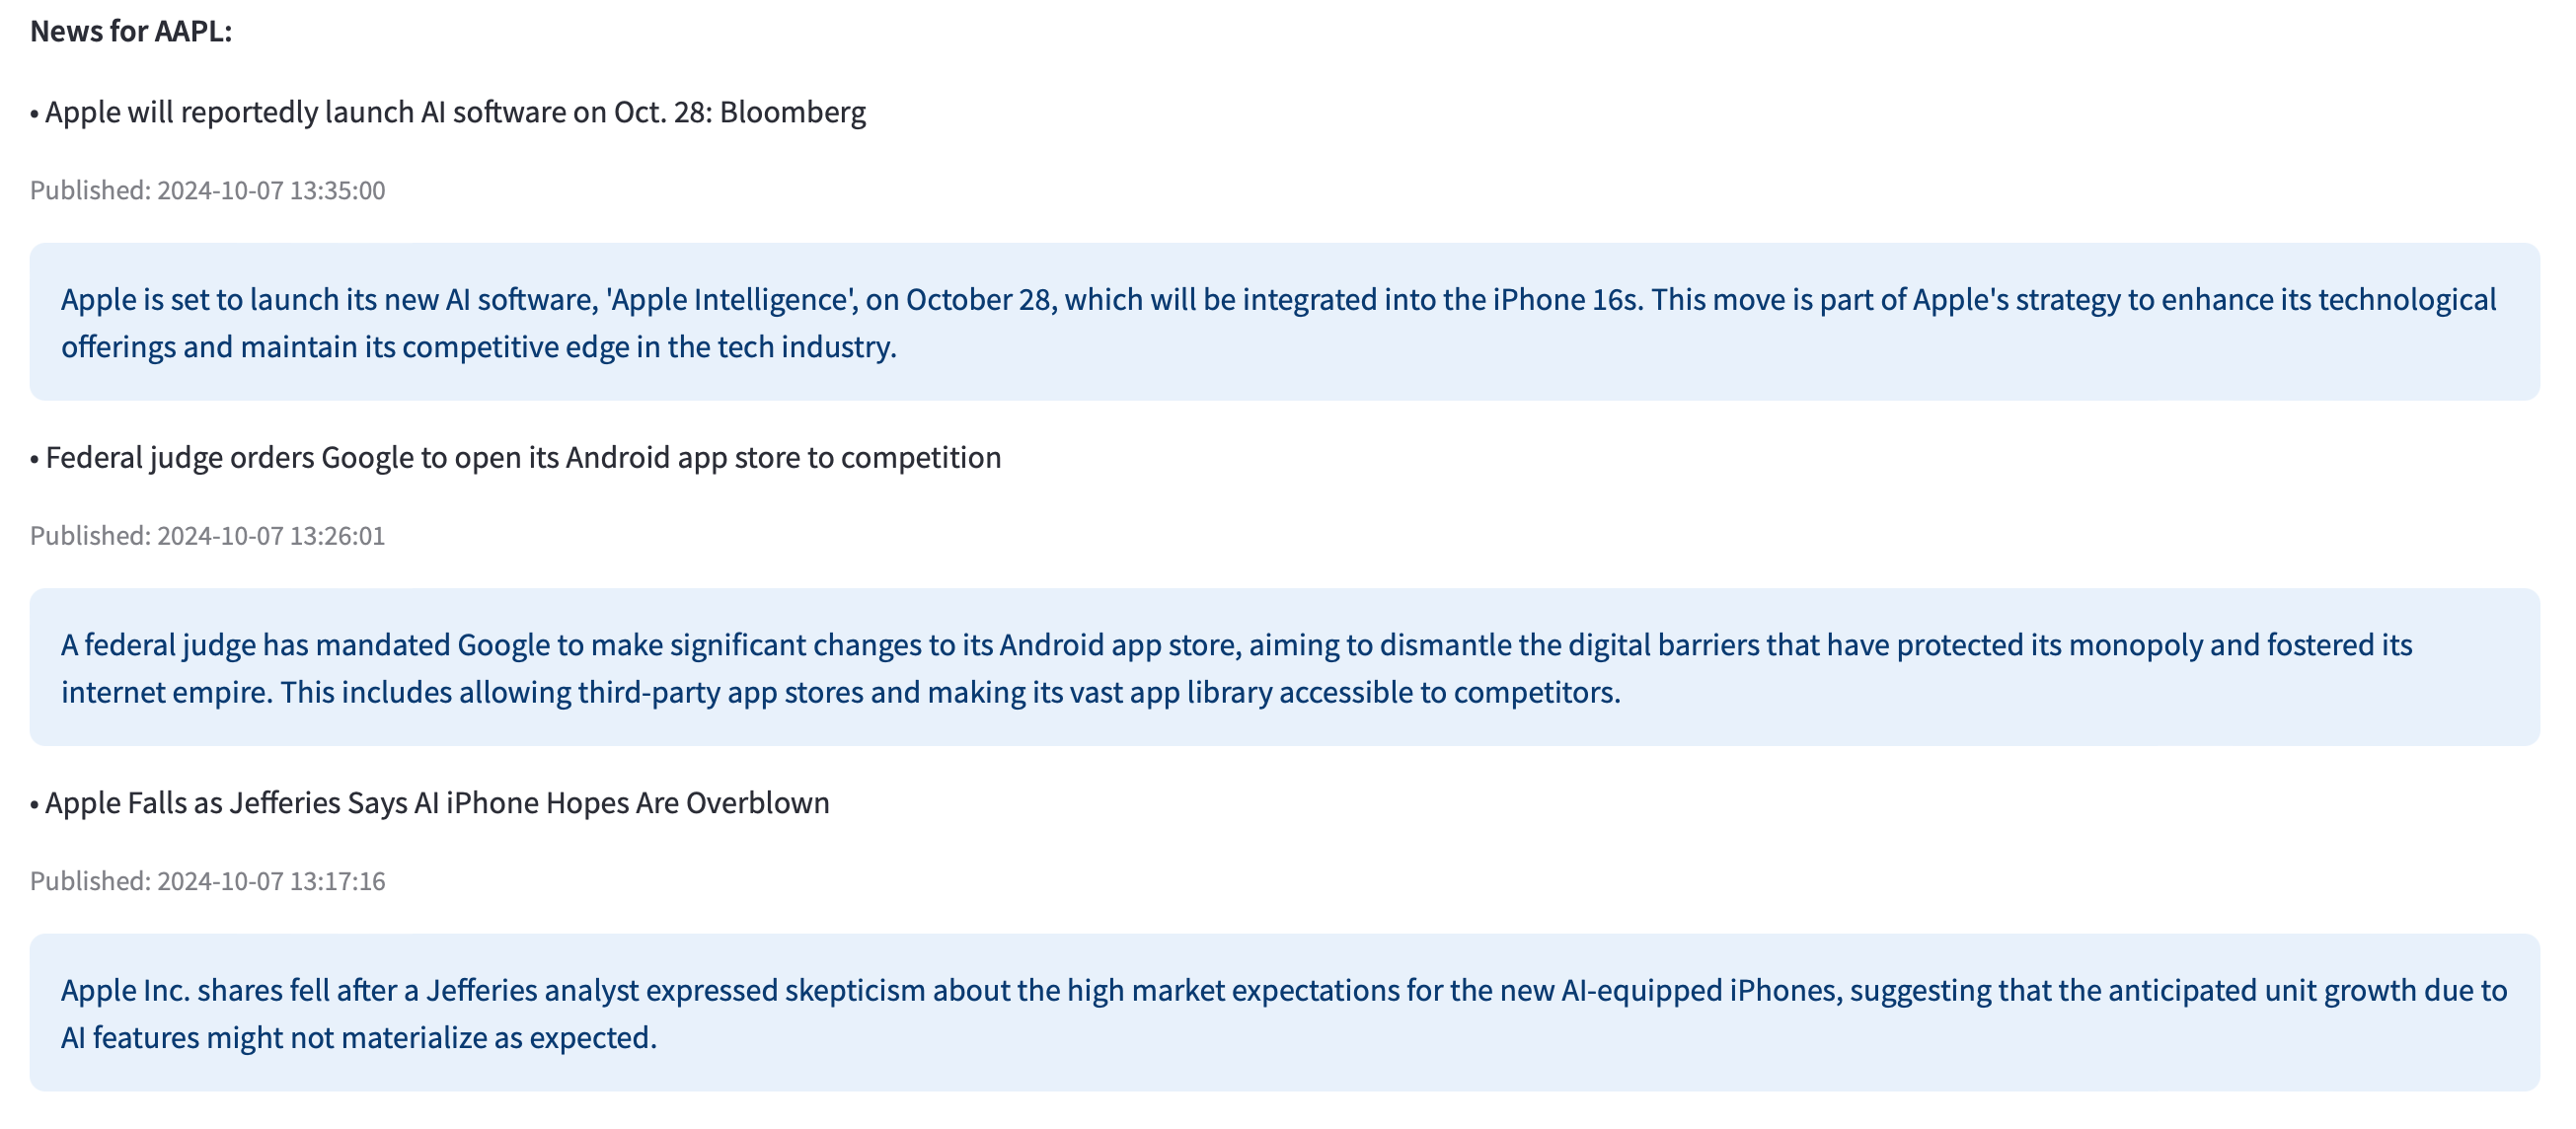 News for AAPL:
• Apple will reportedly launch AI software on Oct. 28: Bloomberg
Published: 2024-10-07 13:35:00
Apple is set to launch its new AI software, 'Apple Intelligence', on October 28, which will be integrated into the iPhone 16s. This move is part of Apple's strategy to enhance its technological
offerings and maintain its competitive edge in the tech industry.
• Federal judge orders Google to open its Android app store to competition
Published: 2024-10-07 13:26:01
A federal judge has mandated Google to make significant changes to its Android app store, aiming to dismantle the digital barriers that have protected its monopoly and fostered its
internet empire. This includes allowing third-party app stores and making its vast app library accessible to competitors.
• Apple Falls as Jefferies Says AI iPhone Hopes Are Overblown
Published: 2024-10-07 13:17:16
Apple Inc. shares fell after a Jefferies analyst expressed skepticism about the high market expectations for the new AI-equipped iPhones, suggesting that the anticipated unit growth due to
AI features might not materialize as expected.